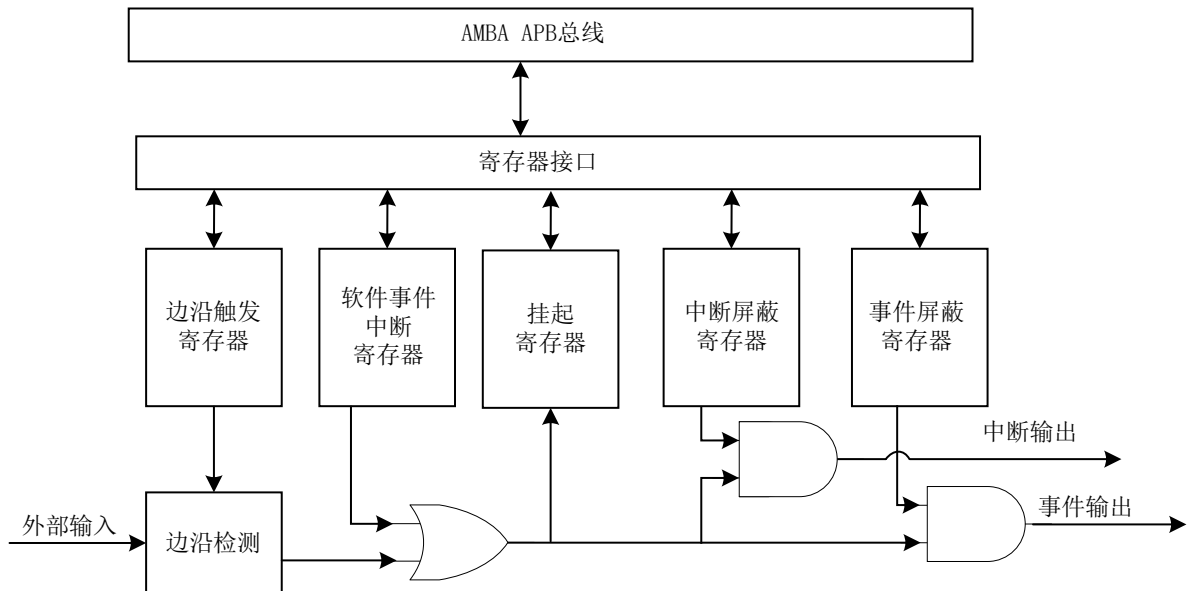 AMBA APB总线
寄存器接口
边沿触发
寄存器
软件事件
中断
寄存器
挂起
寄存器
中断屏蔽
寄存器
事件屏蔽
寄存器
中断输出
外部输入
边沿检测
事件输出